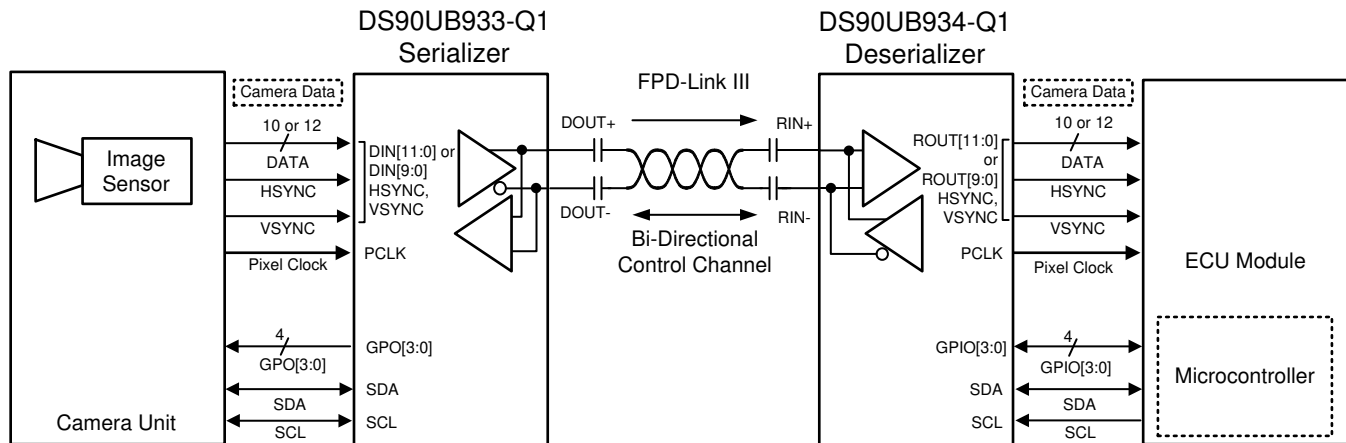 DS90UB933-Q1
Serializer
DS90UB934-Q1
Deserializer
Camera Data
FPD-Link III
Camera Data
Image
Sensor
10 or 12
DATA
HSYNC
VSYNC
Pixel Clock
DIN[11:0] or
DIN[9:0]
HSYNC,
VSYNC
PCLK
DOUT+
DOUT-
RIN+
RIN-
Bi-Directional
Control Channel
ROUT[11:0]
or
ROUT[9:0]
HSYNC,
VSYNC
PCLK
10 or 12
DATA
HSYNC
VSYNC
Pixel Clock
ECU Module
4
GPO[3:0]
GPO[3:0]
SDA
SDA
SCL
SCL
Camera Unit
GPIO[3:0]
4
GPIO[3:0]
SDA
SDA
SCL
SCL
Microcontroller